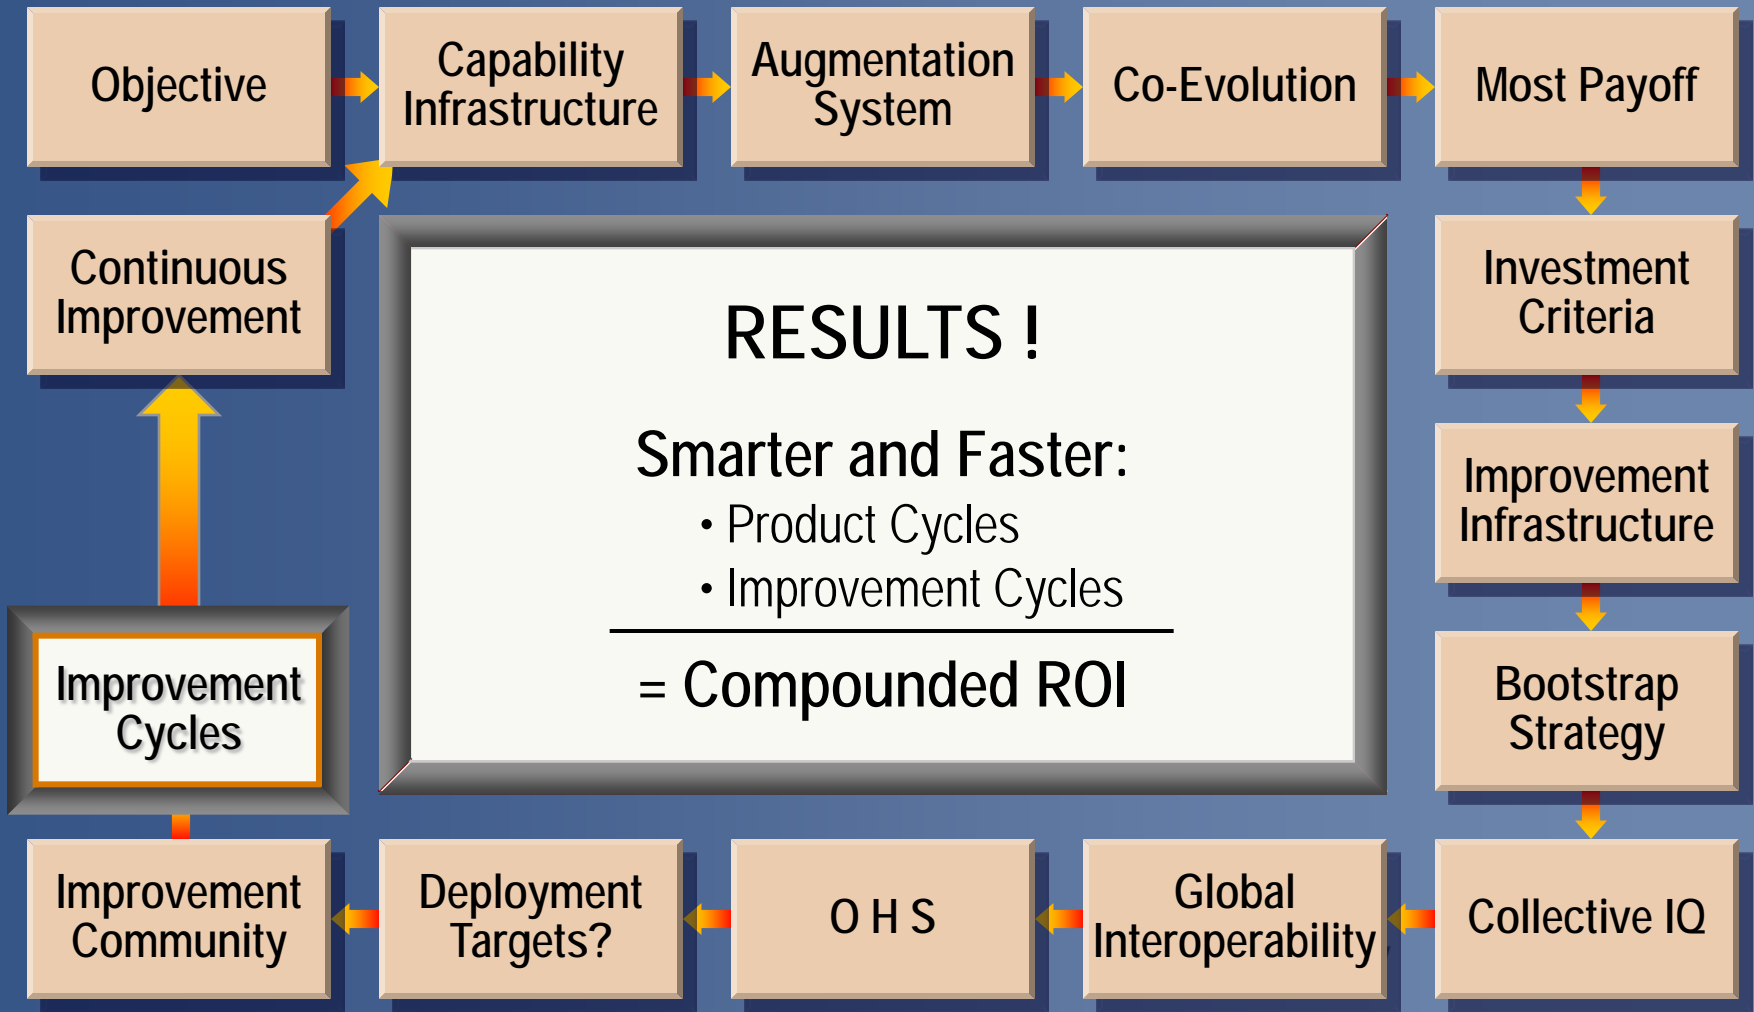 Objective
Capability
Infrastructure
Augmentation
System
Co-Evolution
Most Payoff
Continuous
Improvement
RESULTS !
Smarter and Faster:
• Product Cycles
• Improvement Cycles
= Compounded ROI
Investment
Criteria
Improvement
Infrastructure
Improvement
Cycles
Bootstrap
Strategy
Improvement
Community
Deployment
Targets?
O H S
Global
Interoperability
Collective IQ